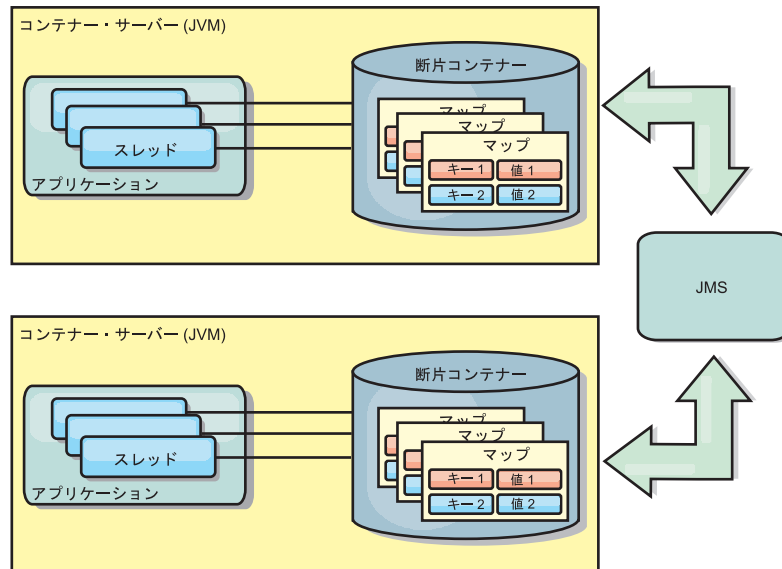 コンテナー・サーバー (JVM)
断片コンテナー
マップ
マップ
マップ
キー 1
値 1
キー 2
値 2
スレッド
アプリケーション
JMS
コンテナー・サーバー (JVM)
断片コンテナー
マップ
マップ
マップ
キー 1
値 1
キー 2
値 2
スレッド
アプリケーション